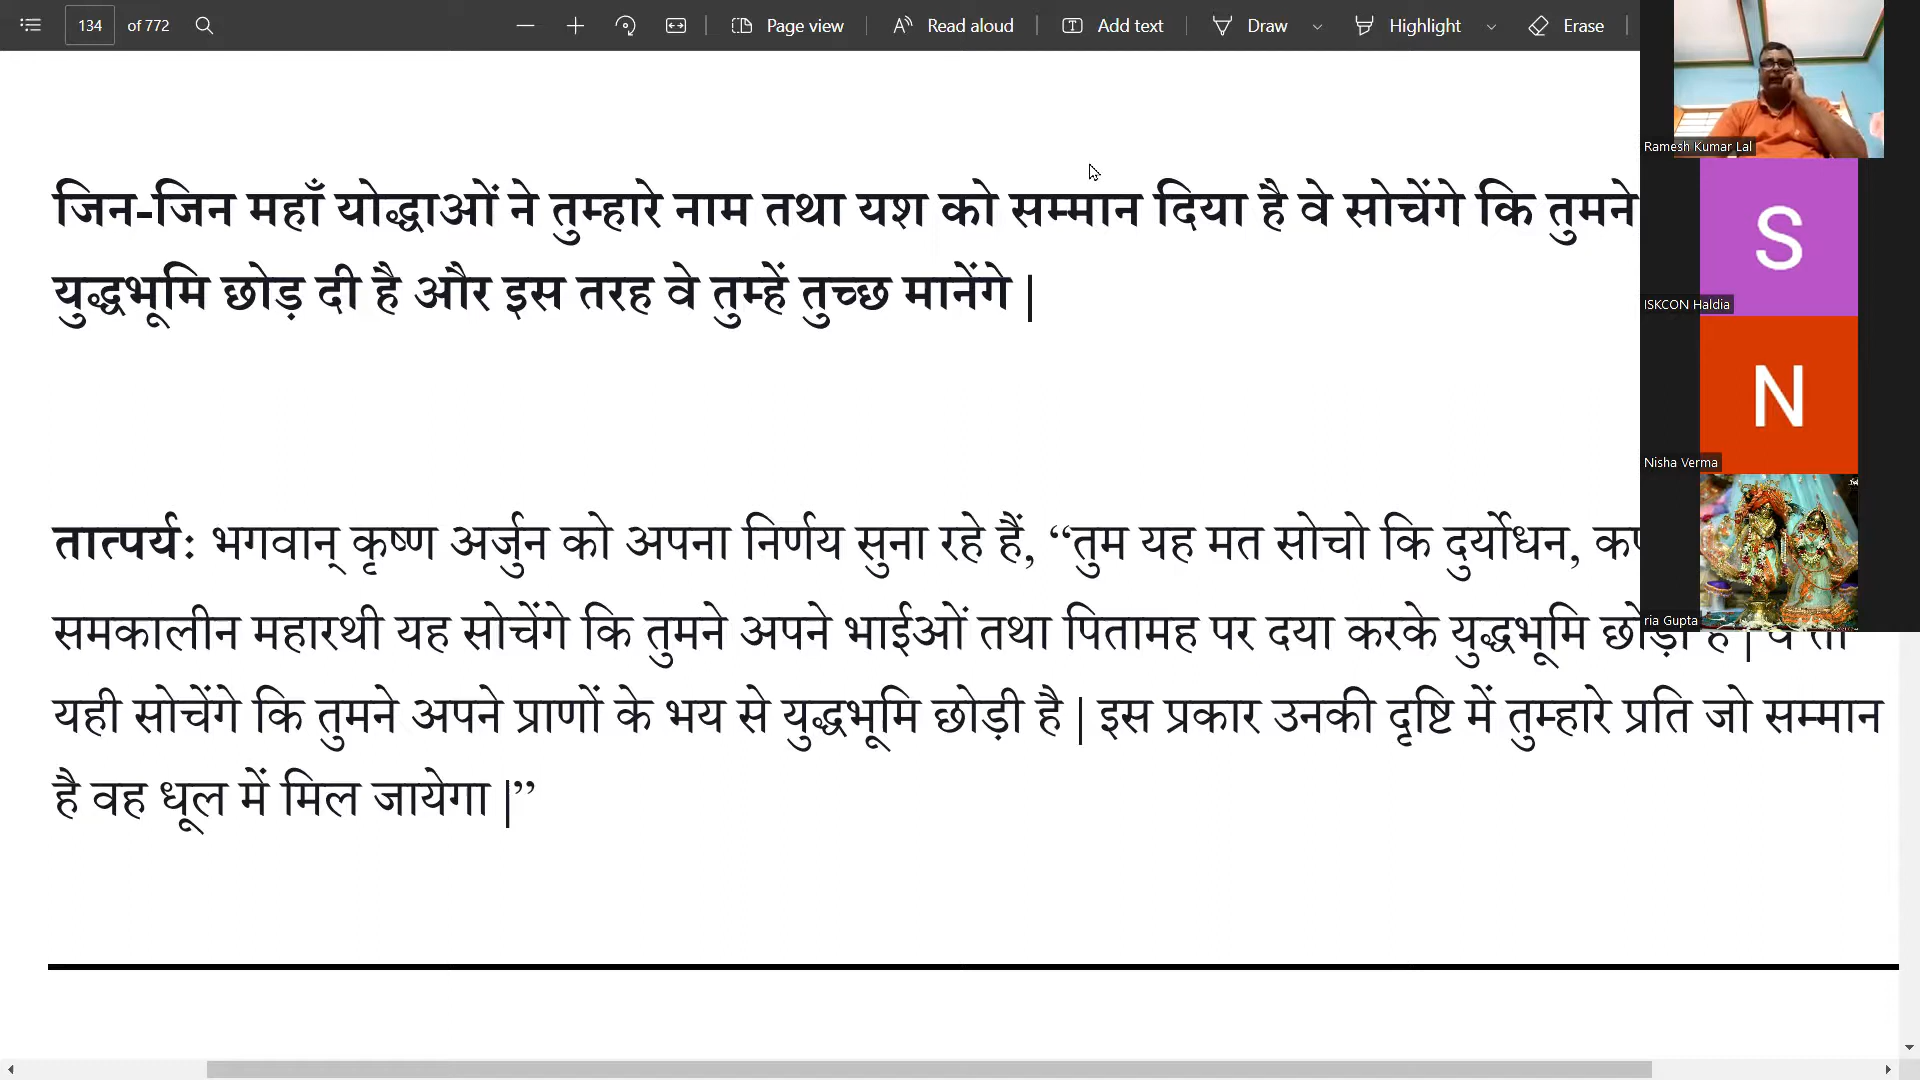 134 of 772 Page view Read aloud Add text Draw Highlight Erase
Ramesh Kumar Lal
जिन-जिन महाँ योद्धाओं ने तुम्हारे नाम तथा यश को सम्मान दिया है वे सोचेंगे कि तुमने
युद्धभूमि छोड़ दी है और इस तरह वे तुम्हें तुच्छ मानेंगे |
S
ISKCON Haldia
N
Nisha Verma
तात्पर्यः भगवान् कृष्ण अर्जुन को अपना निर्णय सुना रहे हैं, “तुम यह मत सोचो कि दुर्योधन,
समकालीन महारथी यह सोचेंगे कि तुमने अपने भाईओं तथा पितामह पर दया करके युद्धभूमि छोड़ी है |
ria Gupta
यही सोचेंगे कि तुमने अपने प्राणों के भय से युद्धभूमि छोड़ी है | इस प्रकार उनकी दृष्टि में तुम्हारे प्रति जो सम्मान
है वह धूल में मिल जायेगा |”